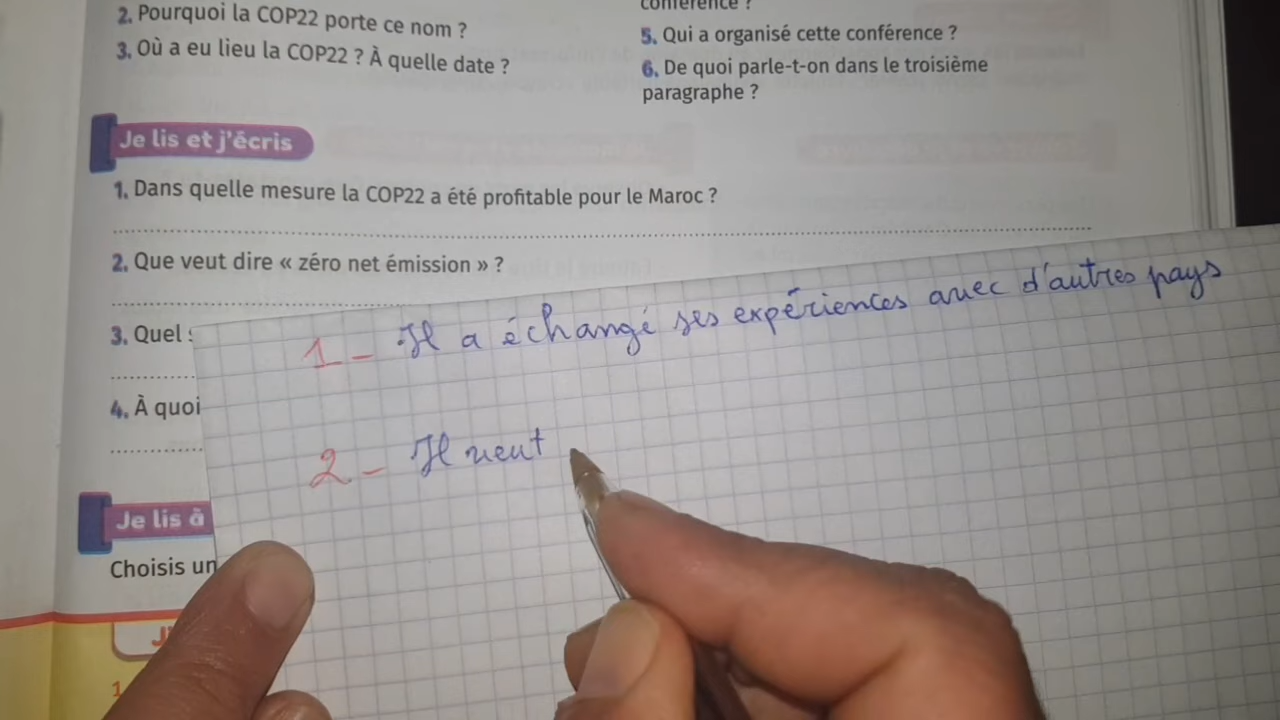 2. Pourquoi la COP22 porte ce nom ?
3. Où a eu lieu la COP22 ? À quelle date ?
conférence ?
5. Qui a organisé cette conférence ?
6. De quoi parle-t-on dans le troisième
paragraphe ?
Je lis et j'écris
1. Dans quelle mesure la COP22 a été profitable pour le Maroc ?
2. Que veut dire « zéro net émission » ?
3. Quel
4. À quoi
Je lis à
Choisis un
1
1 - Il a échangé ses expériences avec d'autres pays
2 - Il veut